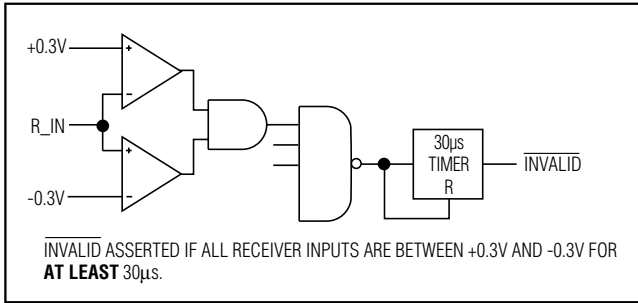 +0.3V
+
-
R_IN
+
-
-0.3V
30μs
TIMER
R
INVALID
INVALID ASSERTED IF ALL RECEIVER INPUTS ARE BETWEEN +0.3V AND -0.3V FOR
AT LEAST 30μs.